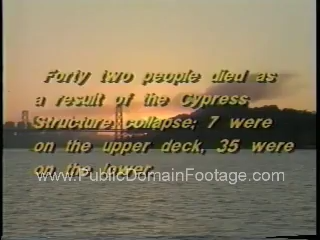 Forty two people died as
a result of the Cypress
Structure collapse; 7 were
on the upper deck, 35 were
on the lower.
www.PublicDomainFootage.com